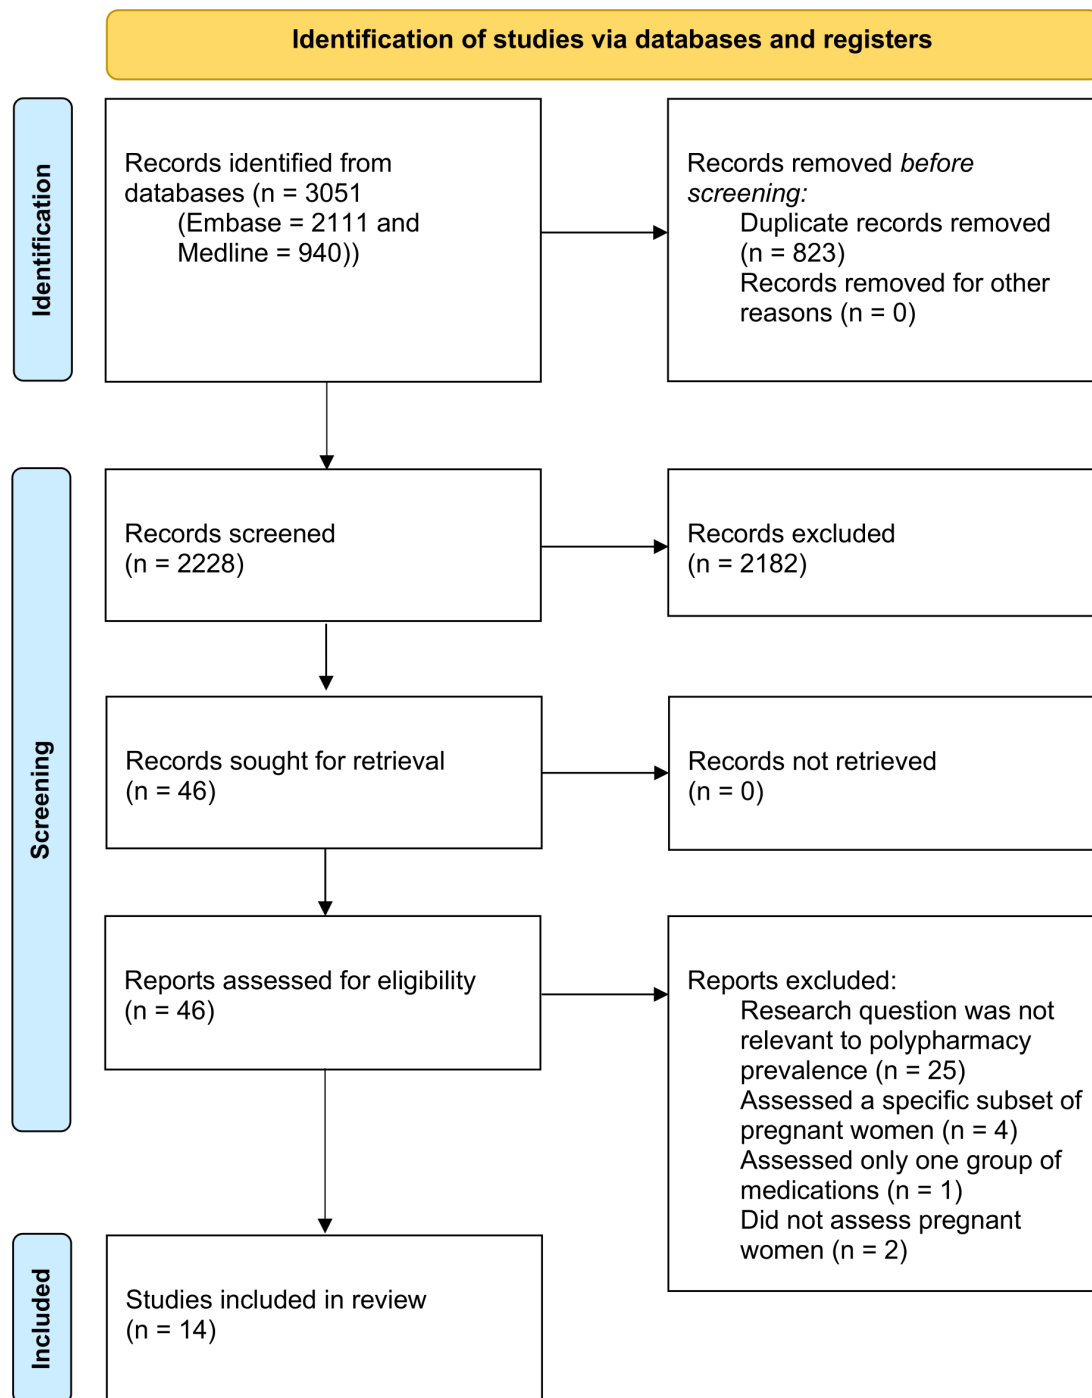 Identification of studies via databases and registers
Identification
Records identified from
databases (n = 3051
(Embase = 2111 and
Medline = 940))
Records removed before
screening:
Duplicate records removed
(n = 823)
Records removed for other
reasons (n = 0)
Screening
Records screened
(n = 2228)
Records excluded
(n = 2182)
Records sought for retrieval
(n = 46)
Records not retrieved
(n = 0)
Reports assessed for eligibility
(n = 46)
Reports excluded:
Research question was not
relevant to polypharmacy
prevalence (n = 25)
Assessed a specific subset of
pregnant women (n = 4)
Assessed only one group of
medications (n = 1)
Did not assess pregnant
women (n = 2)
Included
Studies included in review
(n = 14)